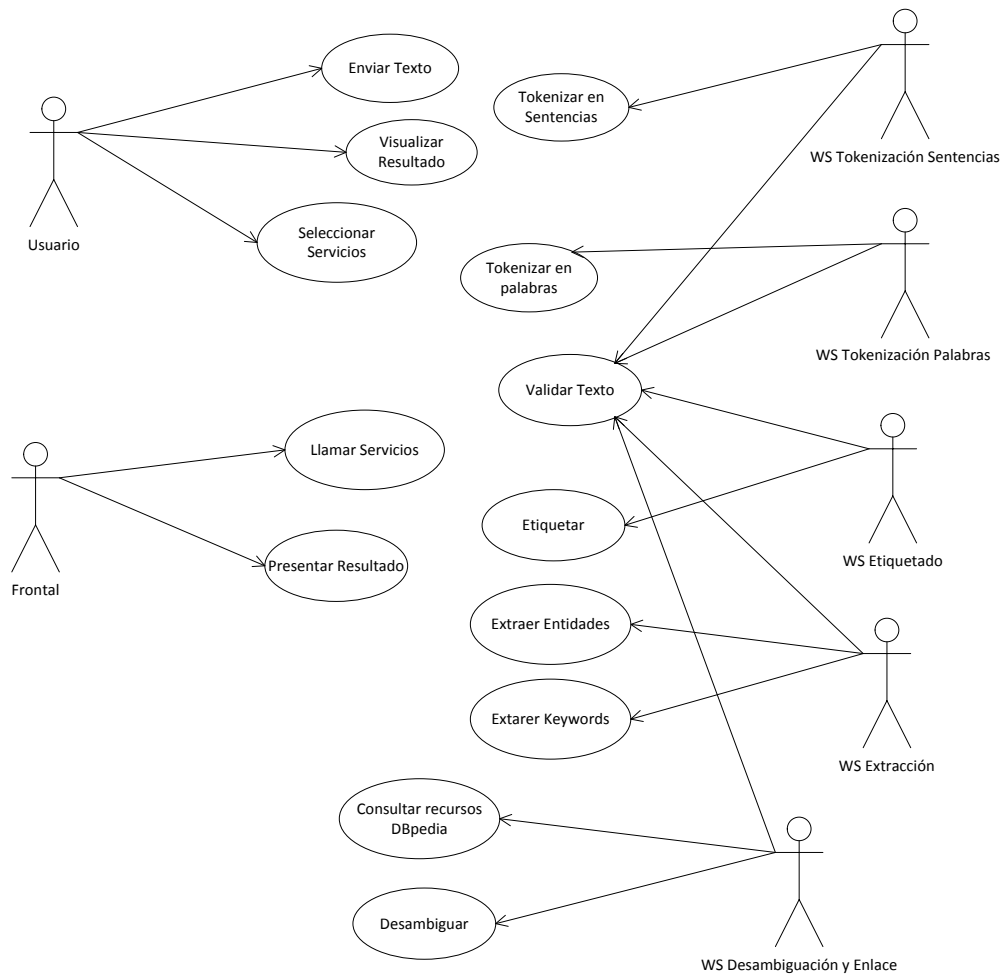 Enviar Texto
Tokenizar en
Sentencias
WS Tokenización Sentencias
Visualizar
Resultado
Usuario
Seleccionar
Servicios
Tokenizar en
palabras
WS Tokenización Palabras
Validar Texto
Llamar Servicios
Etiquetar
WS Etiquetado
Presentar Resultado
Frontal
Extraer Entidades
Extarer Keywords
WS Extracción
Consultar recursos
DBpedia
Desambiguar
WS Desambiguación y Enlace